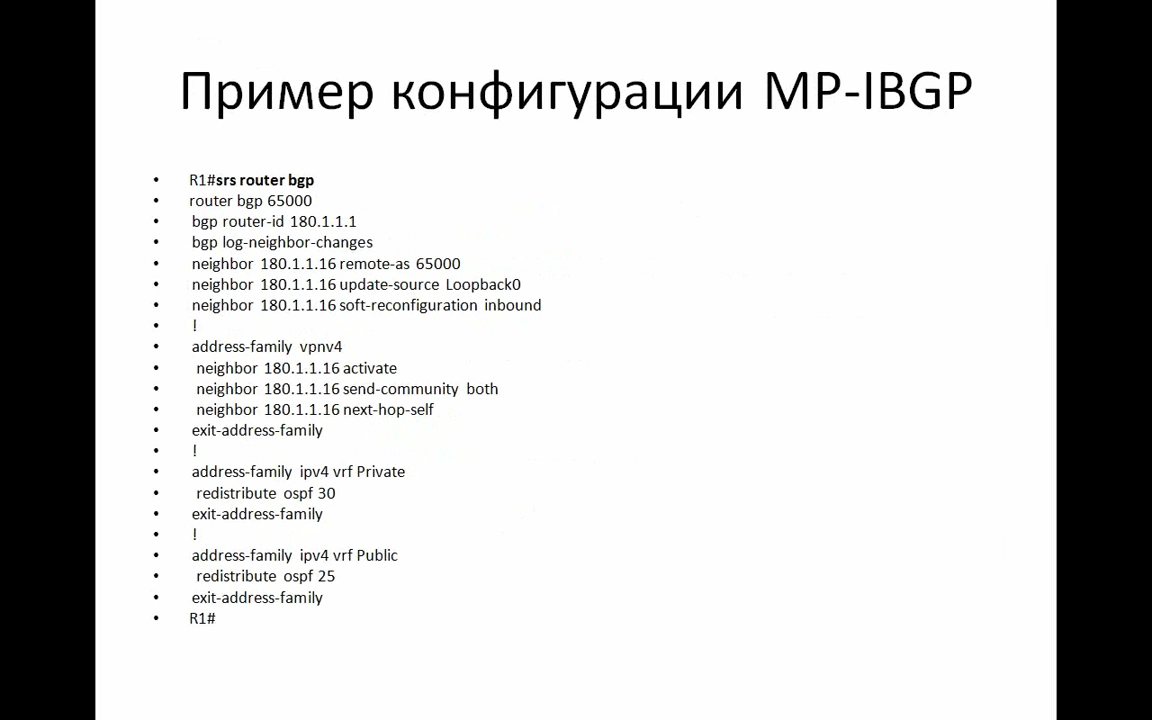 Пример конфигурации MP-IBGP
• R1#srs router bgp
• router bgp 65000
• bgp router-id 180.1.1.1
• bgp log-neighbor-changes
• neighbor 180.1.1.16 remote-as 65000
• neighbor 180.1.1.16 update-source Loopback0
• neighbor 180.1.1.16 soft-reconfiguration inbound
• !
• address-family vpnv4
• neighbor 180.1.1.16 activate
• neighbor 180.1.1.16 send-community both
• neighbor 180.1.1.16 next-hop-self
• exit-address-family
• !
• address-family ipv4 vrf Private
• redistribute ospf 30
• exit-address-family
• !
• address-family ipv4 vrf Public
• redistribute ospf 25
• exit-address-family
• R1#